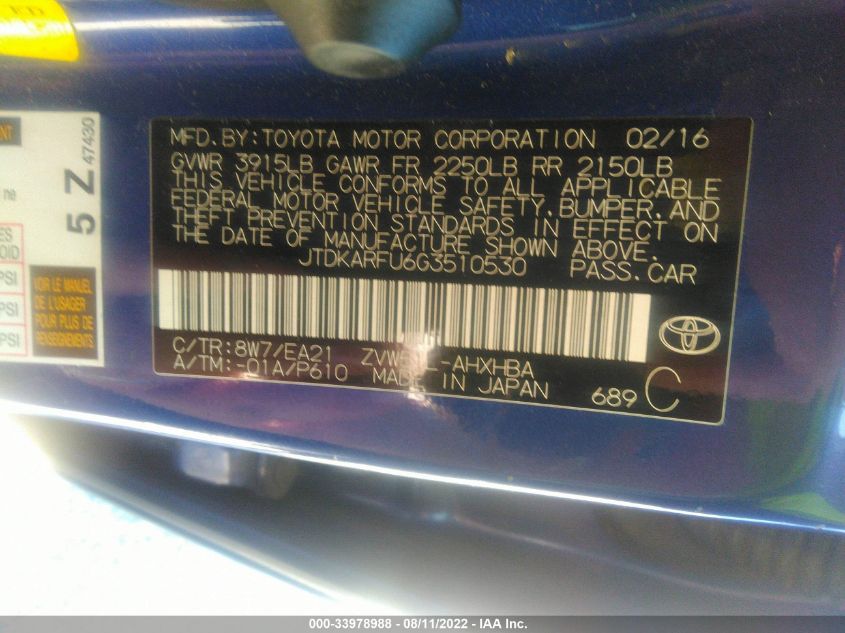 MFD.BY:TOYOTA MOTOR CORPORATION 02/16
GVWR 3915LB GAWR FR 2250LB RR 2150LB
THIS VEHICLE CONFORMS TO ALL APPLICABLE
FEDERAL MOTOR VEHICLE SAFETY,BUMPER,AND
THEFT PREVENTION STANDARDS IN EFFECT ON
THE DATE OF MANUFACTURE SHOWN ABOVE.
JTDKARFU6G3510530 PASS.CAR
C/TR:8W7/EA21 -AHXHBA
A/TM:-01A/P610 MADE IN JAPAN
689 C
5 Z
47430
VOIR LE MANUEL
DE L'USAGER
POUR PLUS DE
RENSEIGNEMENTS
PSI
PSI
PSI
000-33978988 - 08/11/2022 - IAA Inc.